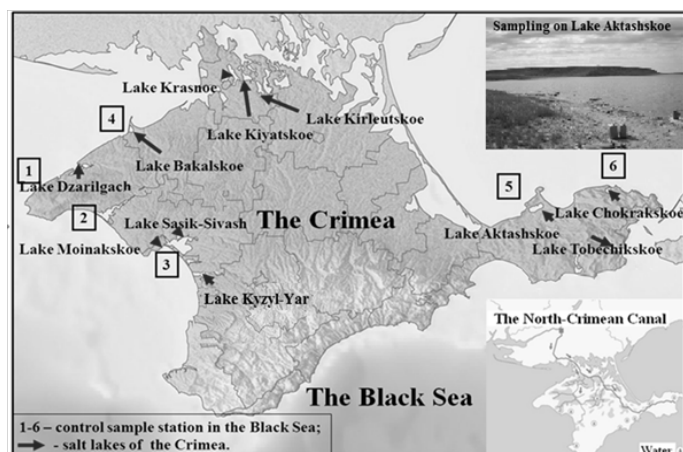 Sampling on Lake Aktashskoe
Lake Krasnoe
Lake Kirleutskoe
Lake Kiyatskoe
4
Lake Bakalskoe
1
Lake Dzarilgach
6
5
2
Lake Sasik-Sivash
The Crimea
Lake Chokrakskoe
Lake Moinakskoe
Lake Aktashskoe
Lake Tobechikskoe
3
Lake Kyzyl-Yar
The North-Crimean Canal
The Black Sea
1-6 – control sample station in the Black Sea;
- salt lakes of the Crimea.
Water